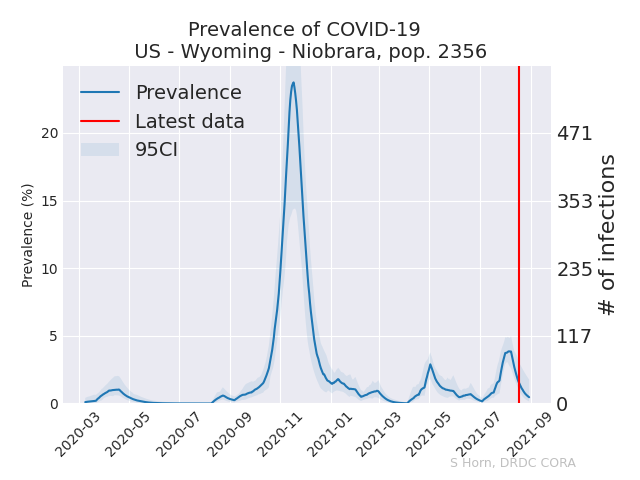 Prevalence of COVID-19
US - Wyoming - Niobrara, pop. 2356
Prevalence
Latest data
95CI
Prevalence (%)
20
15
10
5
0
471
353
235
117
0
# of infections
2020-03
2020-05
2020-07
2020-09
2020-11
2021-01
2021-03
2021-05
2021-07
2021-09
S Horn, DRDC CORA